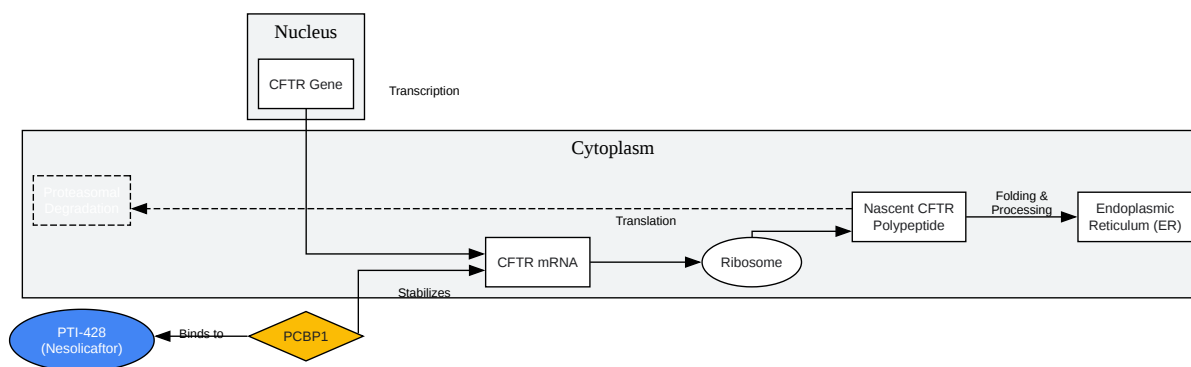 Nucleus
CFTR Gene
Transcription
Cytoplasm
Proteasomal
Degradation
Translation
Nascent CFTR
Polypeptide
Folding &
Processing
Endoplasmic
Reticulum (ER)
CFTR mRNA
Ribosome
Stabilizes
PTI-428
(Nesolicaftor)
Binds to
PCBP1